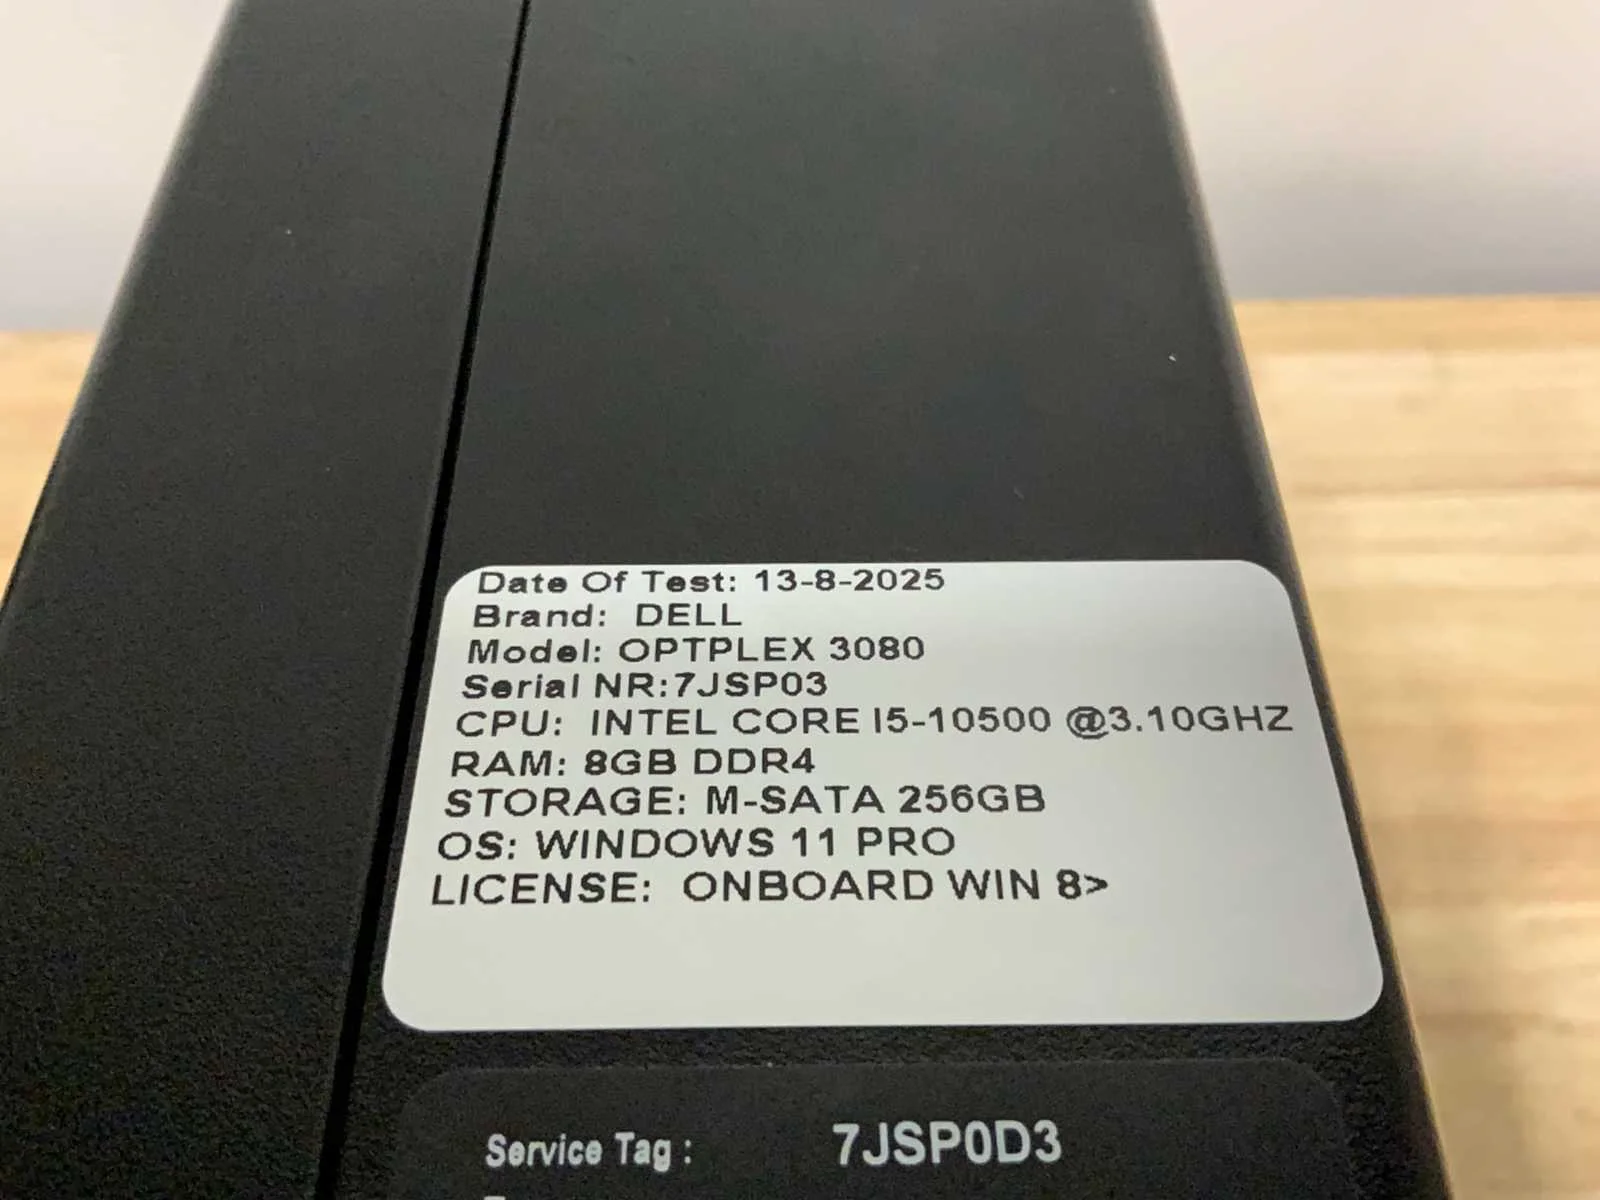 Date Of Test: 13-8-2025
Brand: DELL
Model: OPTPLEX 3080
Serial NR:7JSP03
CPU: INTEL CORE I5-10500 @3.10GHZ
RAM: 8GB DDR4
STORAGE: M-SATA 256GB
OS: WINDOWS 11 PRO
LICENSE: ONBOARD WIN 8>
Service Tag : 7JSP0D3